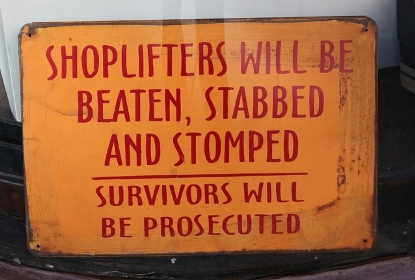 SHOPLIFTERS WILL BE
BEATEN, STABBED
AND STOMPED
SURVIVORS WILL
BE PROSECUTED